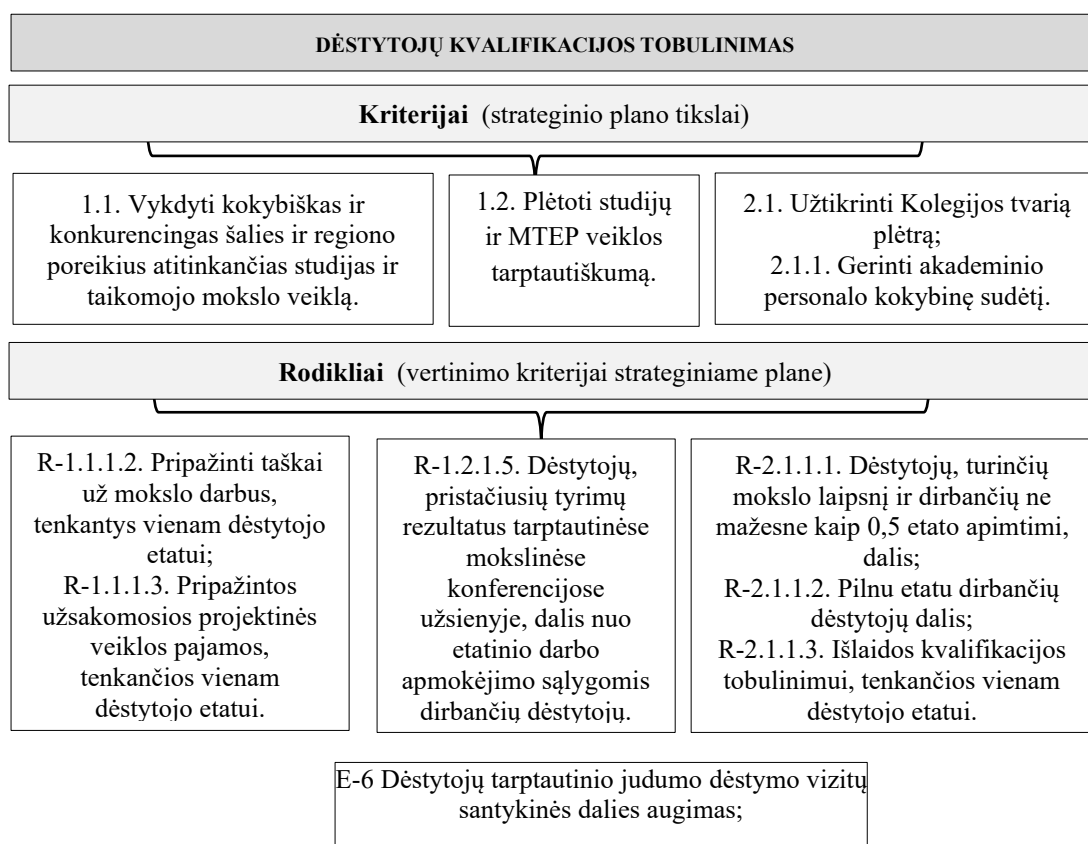 DĖSTYTOJŲ KVALIFIKACIJOS TOBULINIMAS
Kriterijai (strateginio plano tikslai)
1.1. Vykdyti kokybiškas ir
konkurencingas šalies ir regiono
poreikius atitinkančias studijas ir
taikomojo mokslo veiklą.
1.2. Plėtoti studijų
ir MTEP veiklos
tarptautiškumą.
2.1. Užtikrinti Kolegijos tvarią
plėtrą;
2.1.1. Gerinti akademinio
personalo kokybinę sudėtį.
Rodikliai (vertinimo kriterijai strateginiame plane)
R-1.1.1.2. Pripažinti taškai
už mokslo darbus,
tenkantys vienam dėstytojo
etatui;
R-1.1.1.3. Pripažintos
užsakomosios projektinės
veiklos pajamos,
tenkančios vienam
dėstytojo etatui.
R-1.2.1.5. Dėstytojų,
pristačiusių tyrimų
rezultatus tarptautinėse
mokslinėse
konferencijose
užsienyje, dalis nuo
etatinio darbo
apmokėjimo sąlygomis
dirbančių dėstytojų.
R-2.1.1.1. Dėstytojų, turinčių
mokslo laipsnį ir dirbančių ne
mažesne kaip 0,5 etato apimtimi,
dalis;
R-2.1.1.2. Pilnu etatu dirbančių
dėstytojų dalis;
R-2.1.1.3. Išlaidos kvalifikacijos
tobulinimui, tenkančios vienam
dėstytojo etatui.
E-6 Dėstytojų tarptautinio judumo dėstymo vizitų
santykinės dalies augimas;